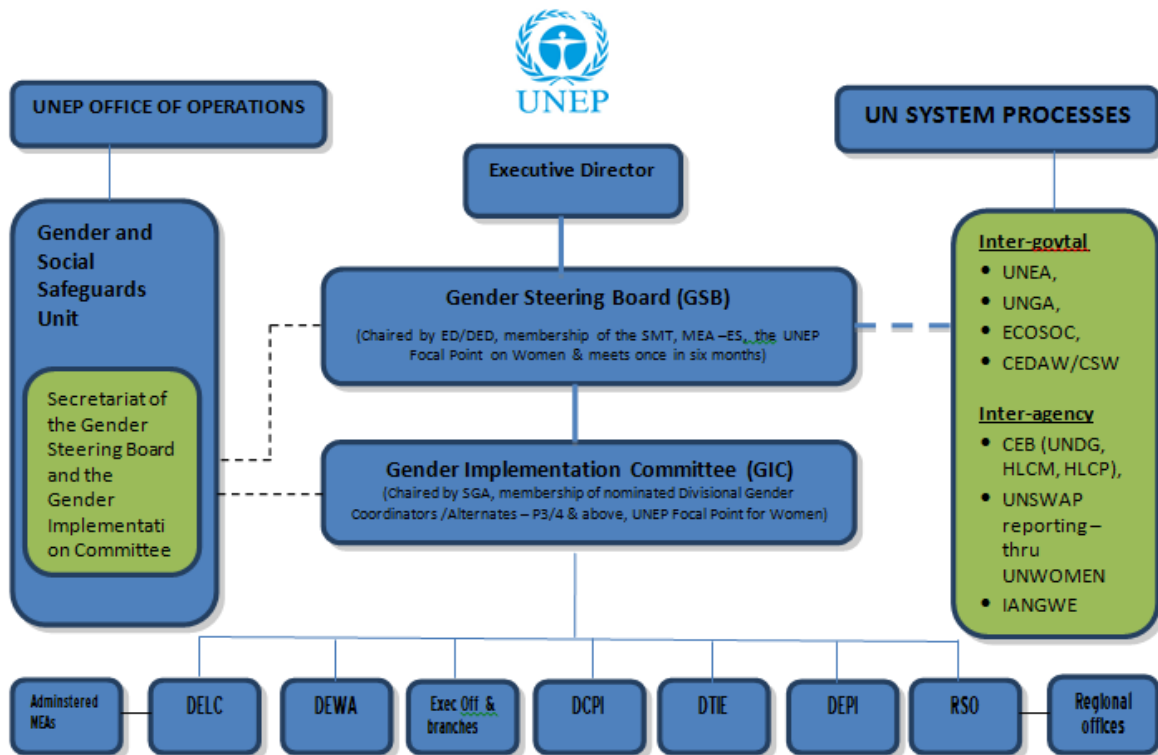 UNEP
UNEP OFFICE OF OPERATIONS
UN SYSTEM PROCESSES
Executive Director
Gender and
Social
Safeguards
Unit
Secretariat of
the Gender
Steering Board
and the
Gender
Implementati
on Committee
Gender Steering Board (GSB)
(Chaired by ED/DED, membership of the SMT, MEA –ES, the UNEP
Focal Point on Women & meets once in six months)
Gender Implementation Committee (GIC)
(Chaired by SGA, membership of nominated Divisional Gender
Coordinators /Alternates – P3/4 & above, UNEP Focal Point for Women)
Inter-govtal
• UNEA,
• UNGA,
• ECOSOC,
• CEDAW/CSW
Inter-agency
• CEB (UNDG,
HLCM, HLCP),
• UNSWAP
reporting –
thru
UNWOMEN
• IANGWE
Adminstered
MEAs
DELC
DEWA
Exec Off &
branches
DCPI
DTIE
DEPI
RSO
Regional
offices